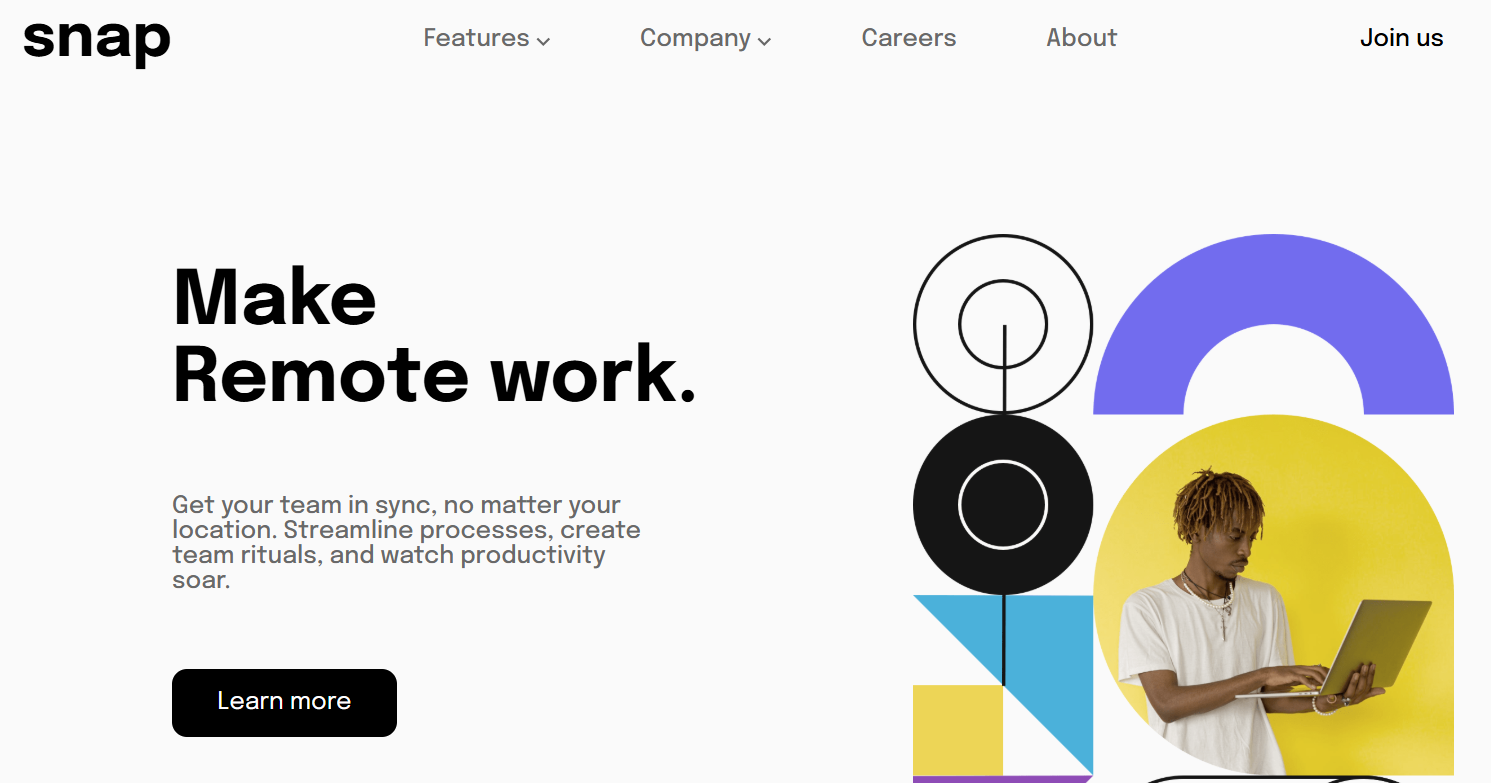 snap
Features
Company
Careers
About
Join us
Make
Remote work.
Get your team in sync, no matter your
location. Streamline processes, create
team rituals, and watch productivity
soar.
Learn more